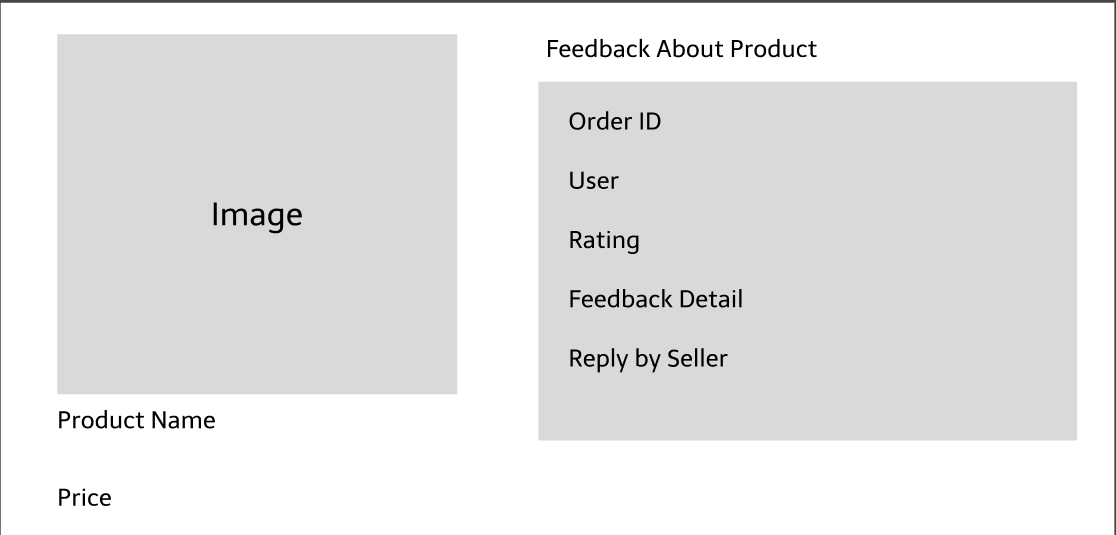 Image
Product Name
Price
Feedback About Product
Order ID
User
Rating
Feedback Detail
Reply by Seller